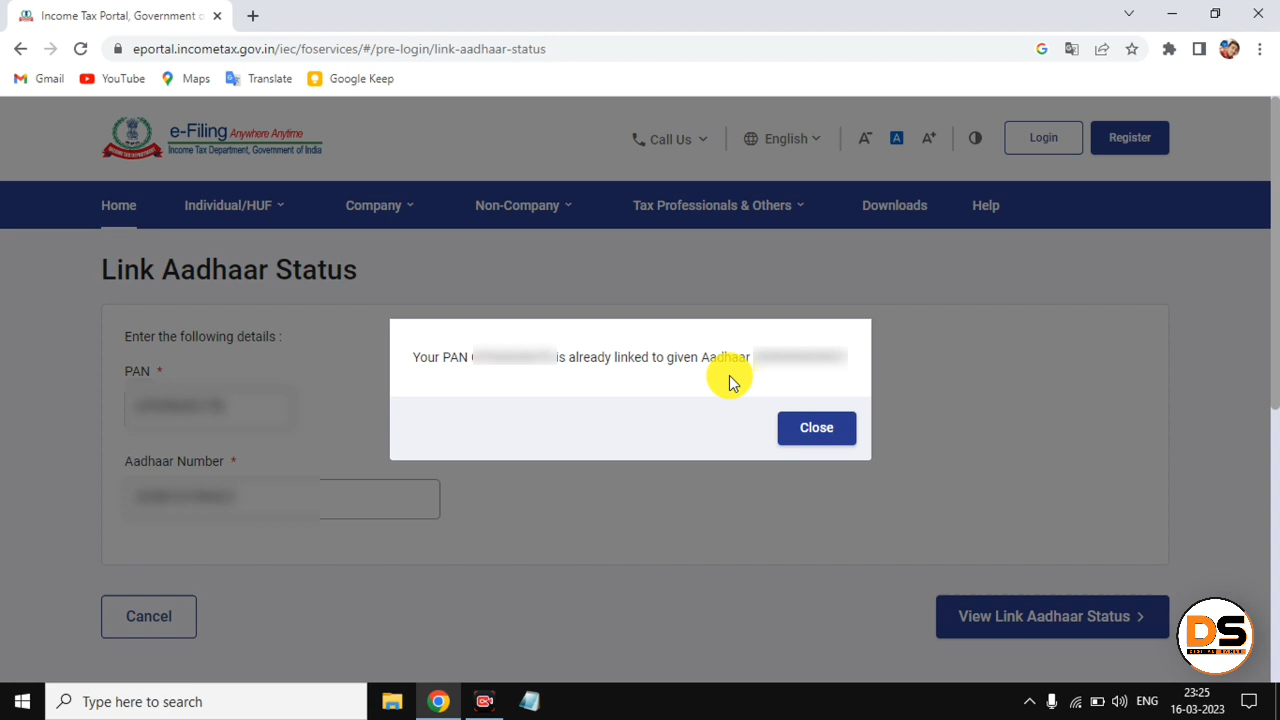 Income Tax Portal, Government o
eportal.incometax.gov.in/iec/foservices/#/pre-login/link-aadhaar-status
Gmail YouTube Maps Translate Google Keep
e-Filing Anywhere Anytime
Income Tax Department, Government of India
Call Us English A- A A+ Login Register
Home Individual/HUF Company Non-Company Tax Professionals & Others Downloads Help
Link Aadhaar Status
Enter the following details :
Your PAN is already linked to given Aadhaar
PAN *
Close
Aadhaar Number *
Cancel View Link Aadhaar Status >
DS
Type here to search
ENG
23:25
16-03-2023